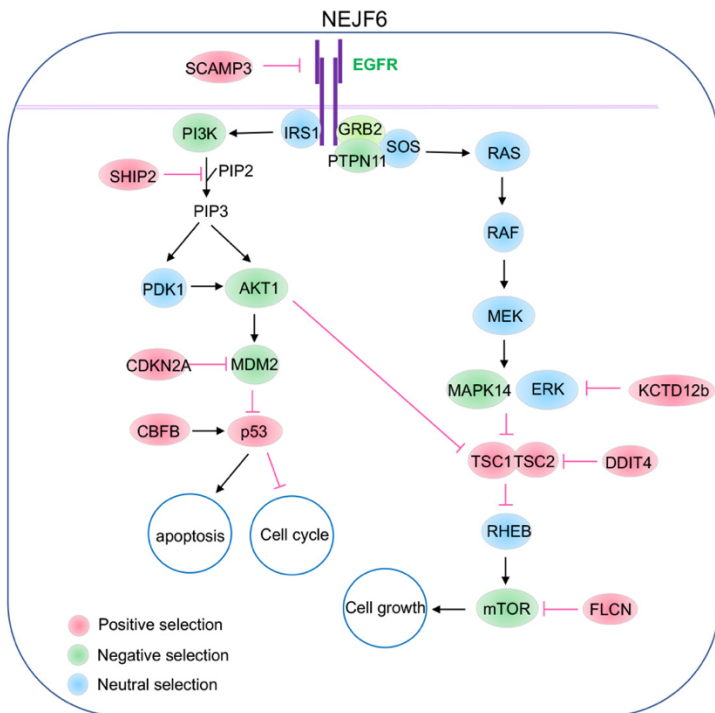 NEJF6
SCAMP3
EGFR
PI3K
IRS1
GRB2
PTPN11
SOS
RAS
SHIP2
PIP2
PIP3
RAF
PDK1
AKT1
MEK
CDKN2A
MDM2
MAPK14
ERK
KCTD12b
CBFB
p53
TSC1
TSC2
DDIT4
apoptosis
Cell cycle
RHEB
Cell growth
mTOR
FLCN
Positive selection
Negative selection
Neutral selection